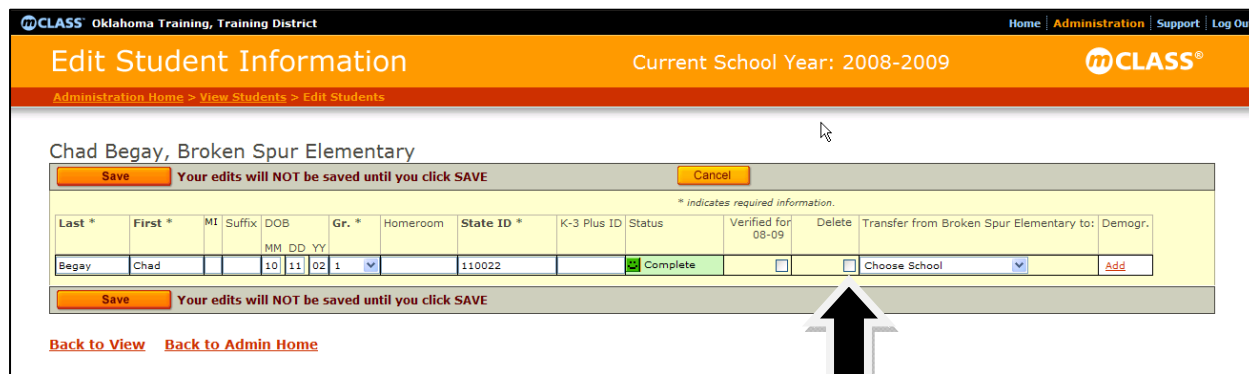 mCLASS® Oklahoma Training, Training District Home Administration Support Log Ou
Edit Student Information Current School Year: 2008-2009 mCLASS®
Administration Home > View Students > Edit Students
Chad Begay, Broken Spur Elementary
Save Your edits will NOT be saved until you click SAVE Cancel
* indicates required information.
Last * First * MI Suffix DOB Gr. * Homeroom State ID * K-3 Plus ID Status Verified for Delete Transfer from Broken Spur Elementary to: Demogr.
08-09
MM DD YY
Begay Chad 10 11 02 1 110022 Complete Choose School Add
Save Your edits will NOT be saved until you click SAVE
Back to View Back to Admin Home